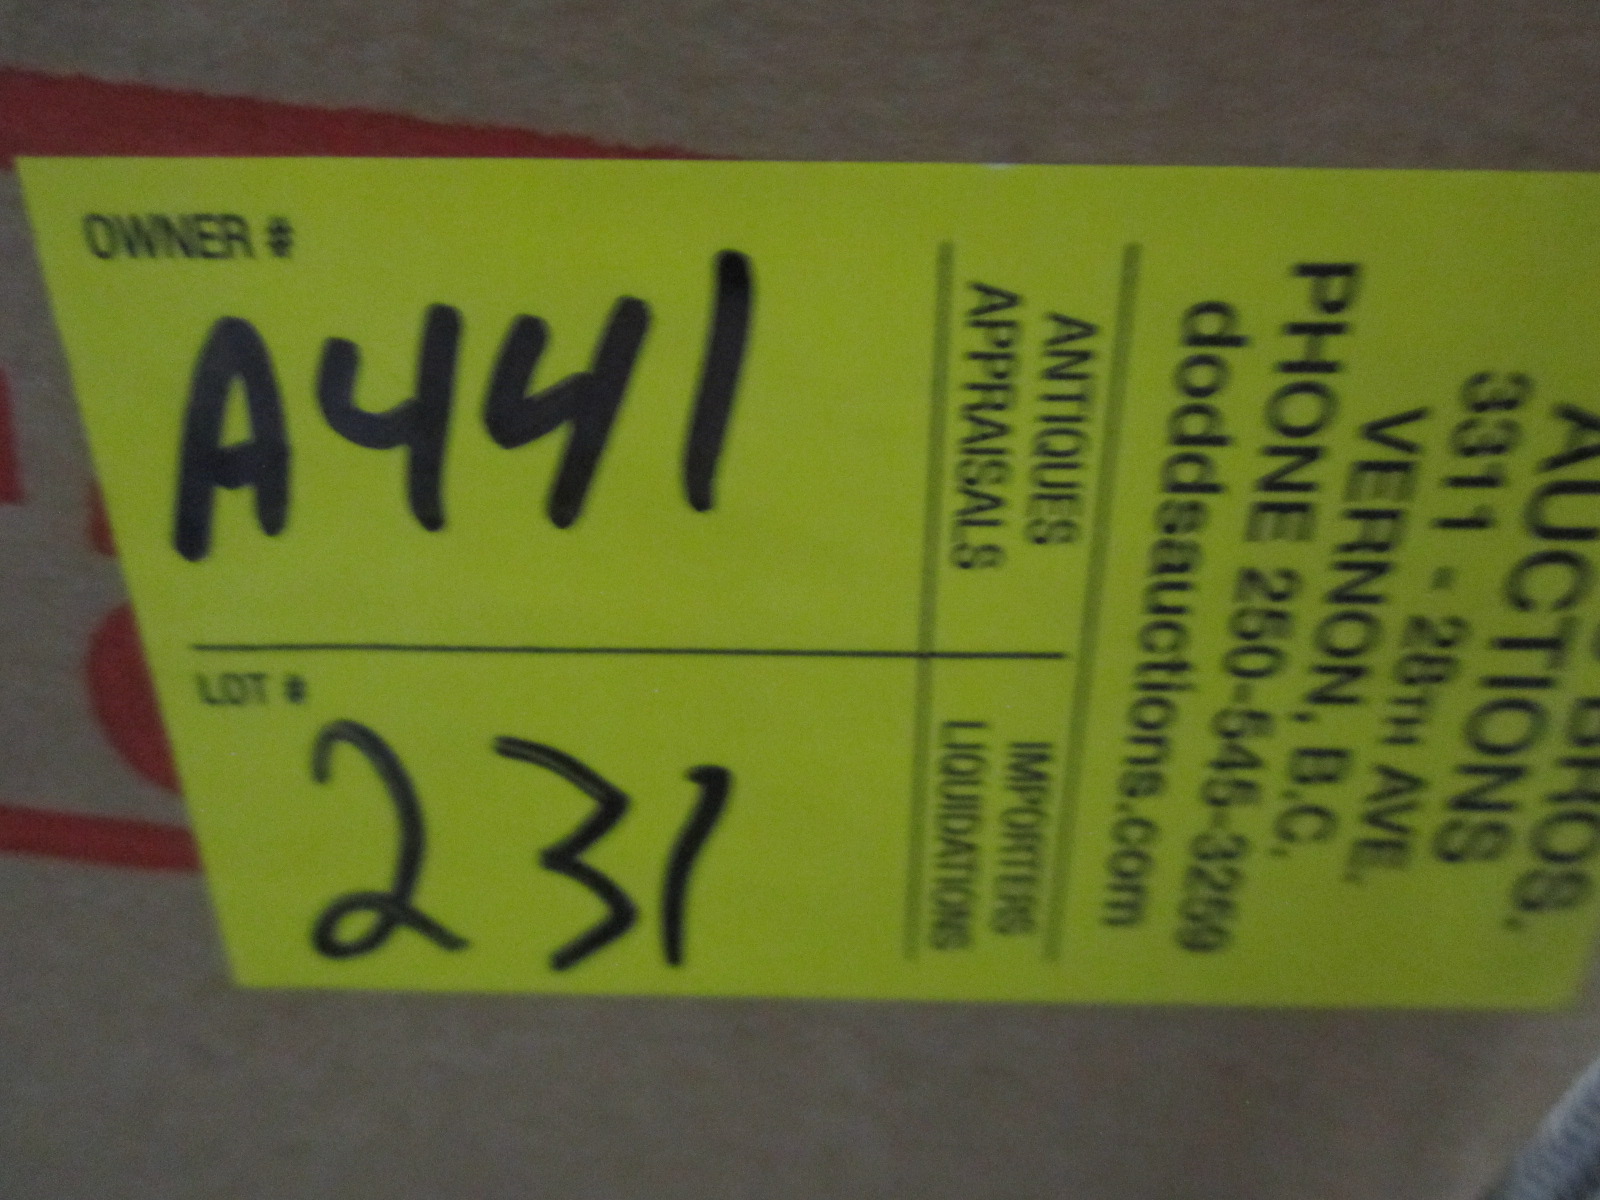 OWNER #
A441
LOT #
231
BROS.
AUCTIONS
3311 - 28TH AVE,
VERNON, B.C,
PHONE 250-545-3259
doddsauctions.com
ANTIQUES
APPRAISALS
IMPORTERS
LIQUIDATIONS